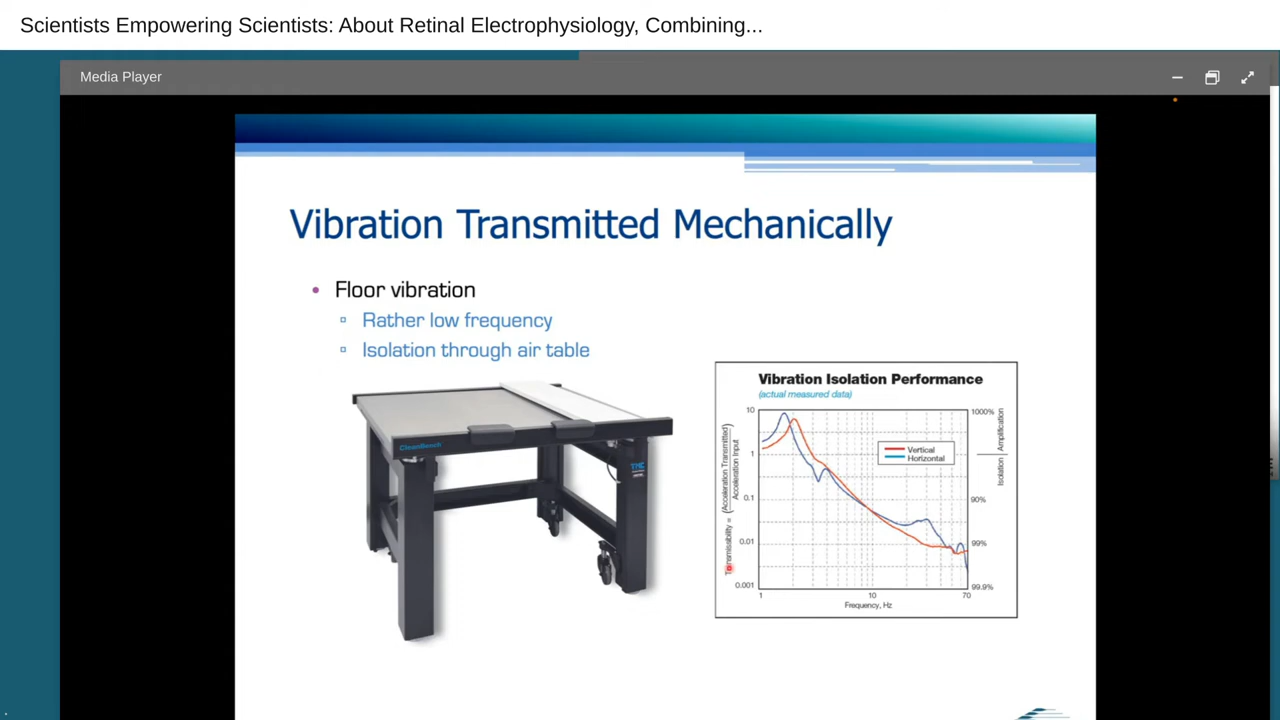 Scientists Empowering Scientists: About Retinal Electrophysiology, Combining...
Media Player
Vibration Transmitted Mechanically
• Floor vibration
Rather low frequency
Isolation through air table
CleanBench
TMC
Vibration Isolation Performance
(actual measured data)
Transmissibility = (Acceleration Transmitted / Acceleration Input)
10
1
0.1
0.01
0.001
Vertical
Horizontal
1000%
90%
99%
99.9%
Amplification
Isolation
1
10
70
Frequency, Hz